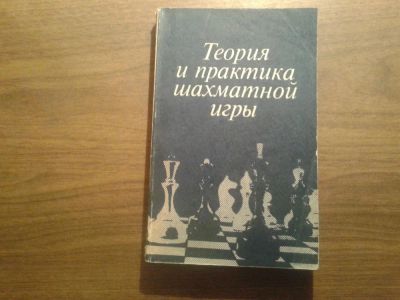 Теория
и практика
шахматной
игры